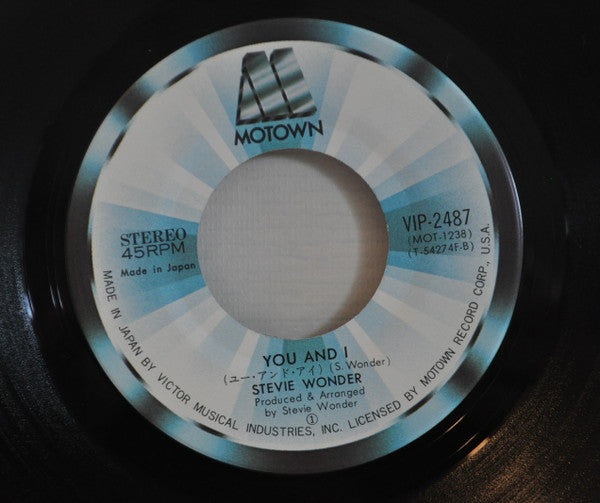 MOTOWN
STEREO
45RPM
Made in Japan
VIP-2487
(MOT-1238)
(T-54274F-B)
YOU AND I
(ユー・アンド・アイ) (S. Wonder)
STEVIE WONDER
Produced & Arranged
by Stevie Wonder
①
MADE IN JAPAN BY VICTOR MUSICAL INDUSTRIES, INC. LICENSED BY MOTOWN RECORD CORP., U.S.A.